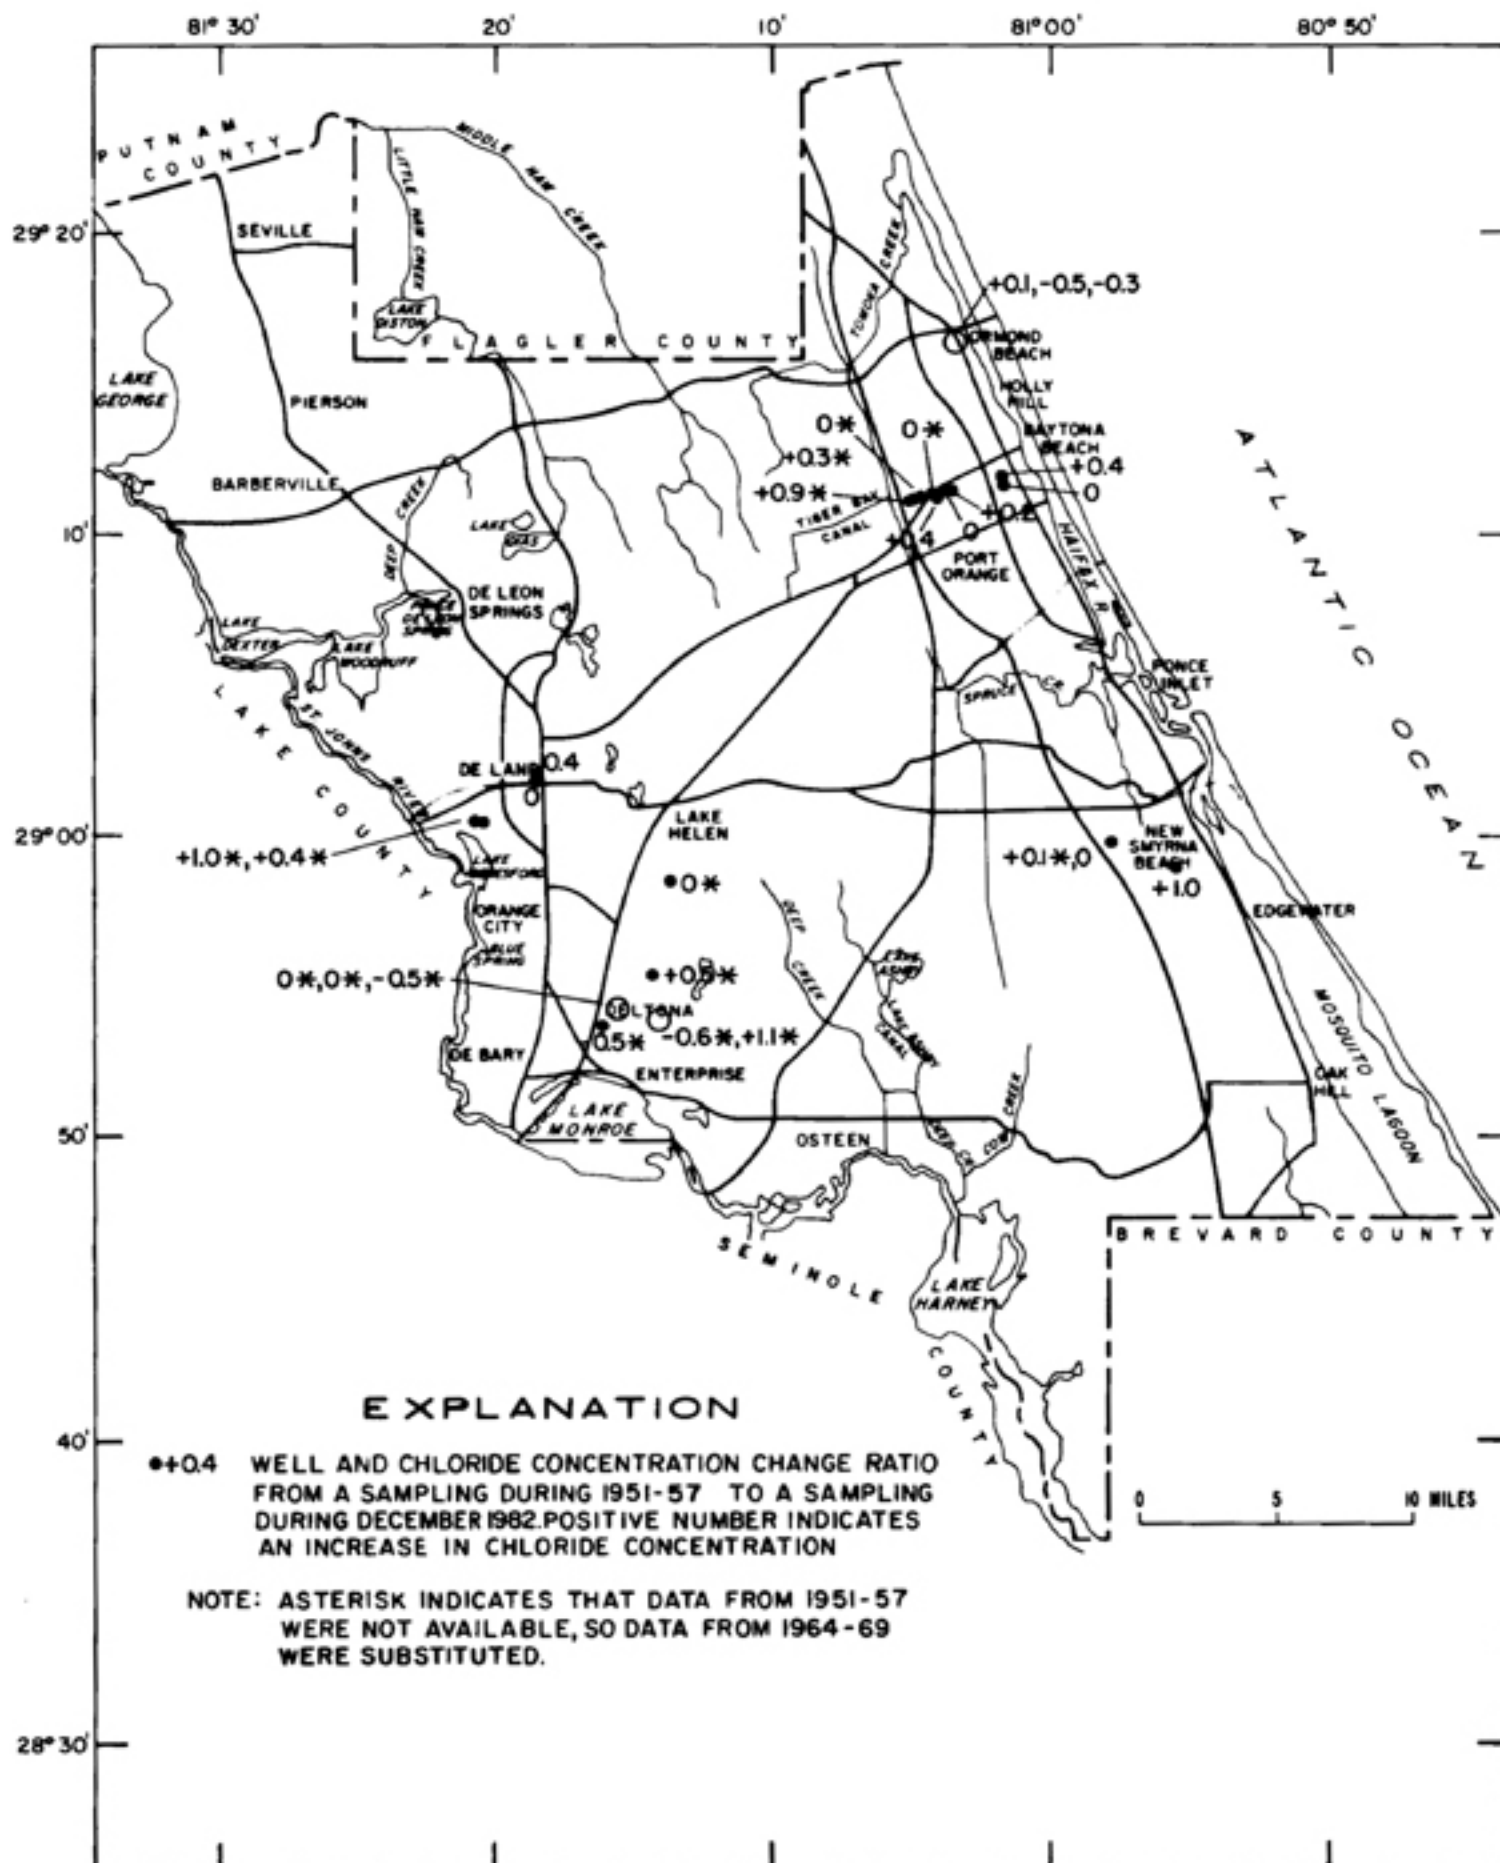 81° 30'
20'
10'
81° 00'
80° 50'
PUTNAM
COUNTY
MIDDLE HAW CREEK
LITTLE HAW CREEK
29° 20'
SEVILLE
TOMOKA CREEK
+0.1,-0.5,-0.3
LAKE
DISTON
FLAGLER COUNTY
ORMOND
BEACH
LAKE
GEORGE
PIERSON
HOLLY
HILL
0*
0*
DAYTONA
BEACH
+0.3*
+0.4
BARBERVILLE
+0.9*
0
TIGER BAY
CANAL
CREEK
DEEP
LAKE
10'
+0.4
0
PORT
ORANGE
HALIFAX R.
ATLANTIC OCEAN
DE LEON
SPRINGS
PONCE
DE LEON
SPRINGS
LAKE
DEXTER
LAKE
WOODRUFF
PONCE
INLET
SPRUCE CR.
LAKE COUNTY
ST JOHNS RIVER
DE LAND
0.4
0
LAKE
HELEN
29° 00'
NEW
SMYRNA
BEACH
+1.0*,+0.4*
+0.1*,0
+1.0
LAKE
BERESFORD
0*
ORANGE
CITY
EDGEWATER
DEEP
CREEK
BLUE
SPRING
LAKE
ASHBY
0*,0*,-0.5*
DELTONA
LAKE ASHBY
CANAL
MOSQUITO LAGOON
-0.6*,+1.1*
0.5*
DE BARY
ENTERPRISE
OAK
HILL
LAKE
MONROE
COW CREEK
DEEP CR.
50'
OSTEEN
SEMINOLE
COUNTY
BREVARD COUNTY
LAKE
HARNEY
EXPLANATION
40'
+0.4 WELL AND CHLORIDE CONCENTRATION CHANGE RATIO
FROM A SAMPLING DURING 1951-57 TO A SAMPLING
DURING DECEMBER 1982. POSITIVE NUMBER INDICATES
AN INCREASE IN CHLORIDE CONCENTRATION
0 5 10 MILES
NOTE: ASTERISK INDICATES THAT DATA FROM 1951-57
WERE NOT AVAILABLE, SO DATA FROM 1964-69
WERE SUBSTITUTED.
28° 30'